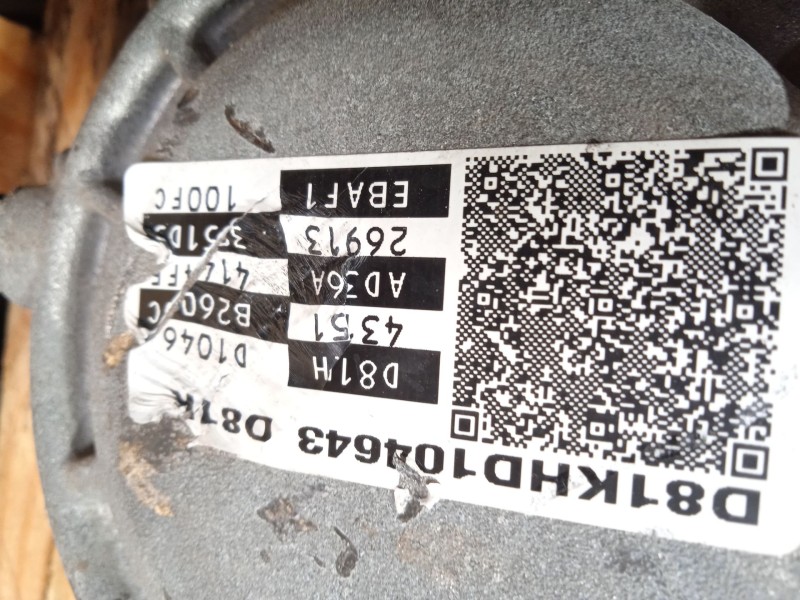 D81KHD104643 D81K
D81H D1046
4351
AD36A
26913
EBAF1 100FC